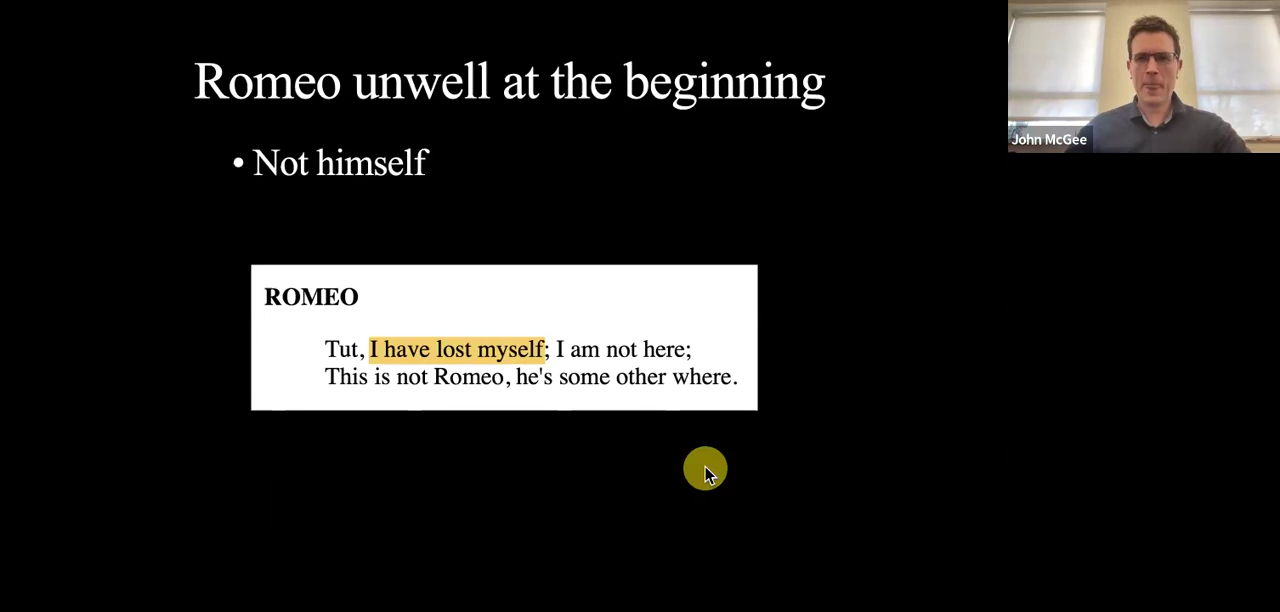 Romeo unwell at the beginning
• Not himself
ROMEO
Tut, I have lost myself; I am not here;
This is not Romeo, he's some other where.
John McGee